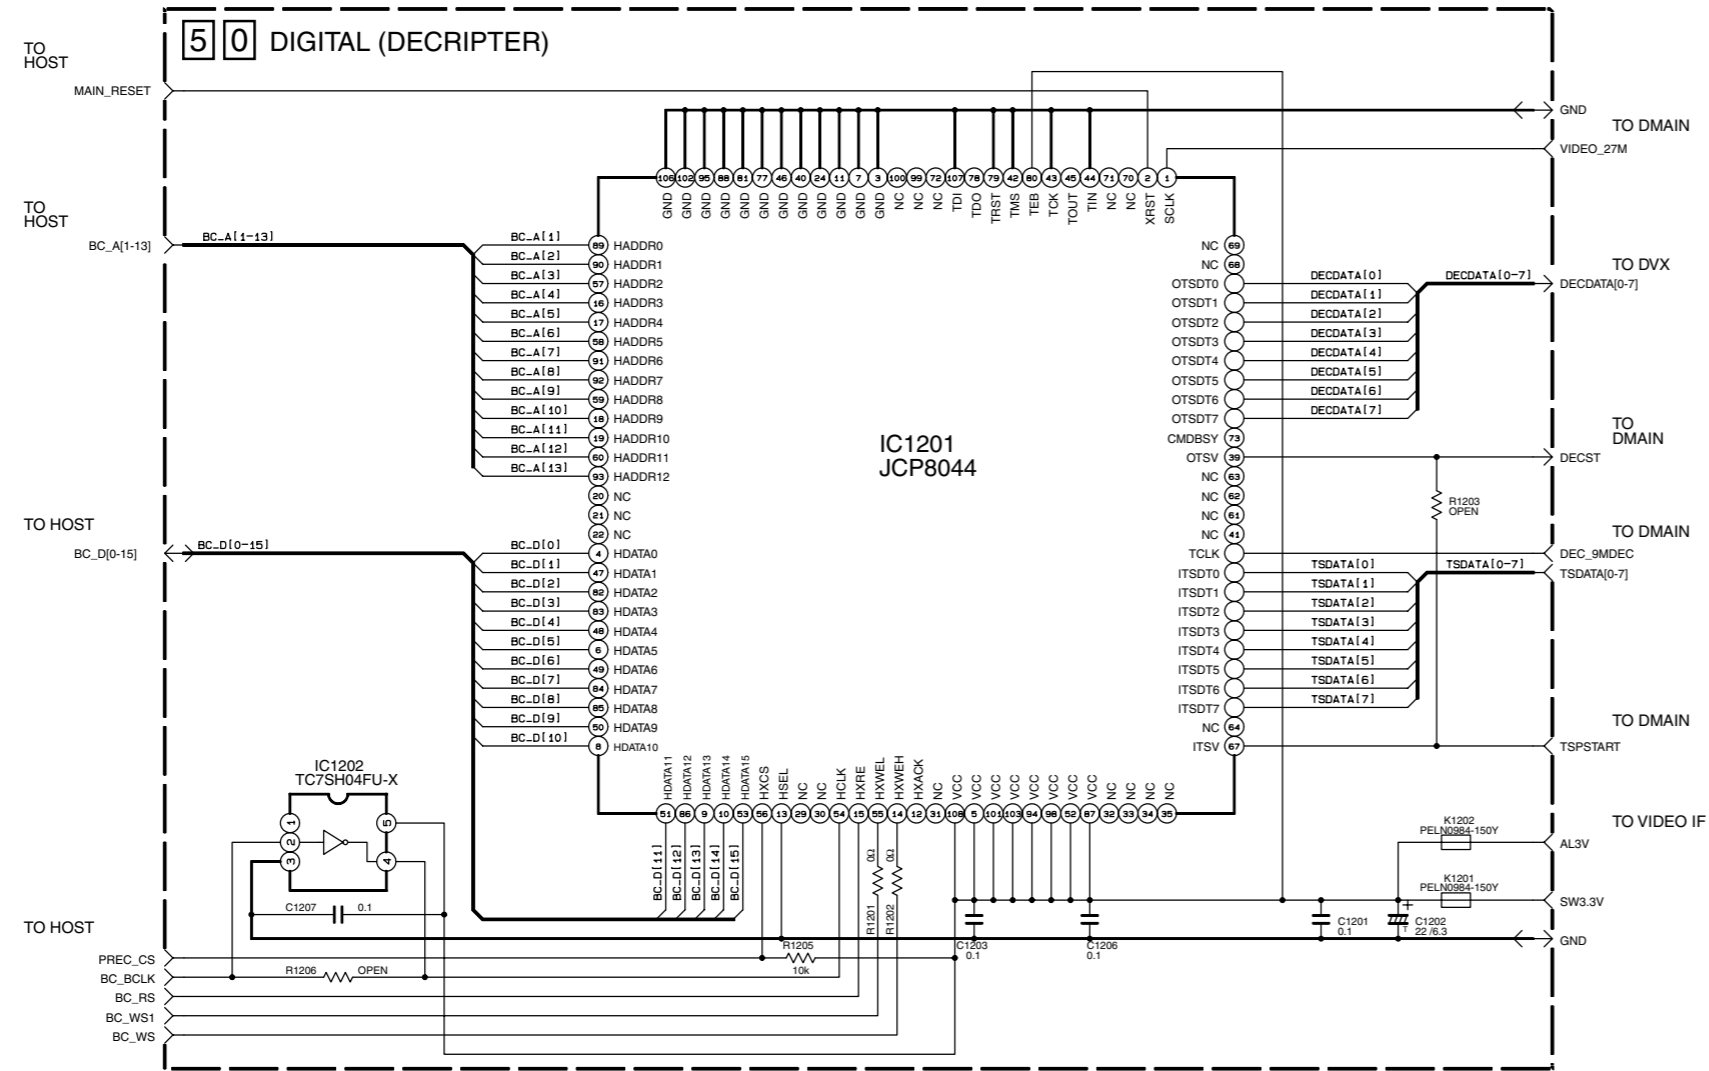 5 0 DIGITAL (DECRIPTER)
TO
HOST
MAIN_RESET
GND
TO DMAIN
VIDEO_27M
106 102 95 88 81 77 46 40 24 11 7 3 100 99 72 107 78 79 42 80 43 45 44 71 70 2 1
GND GND GND GND GND GND GND GND GND GND GND GND NC NC NC TDI TDO TRST TMS TEB TCK TOUT TIN NC NC XRST SCLK
TO
HOST
BC_A[1-13]
BC_A[1-13]
BC_A[1] 89 HADDR0
BC_A[2] 90 HADDR1
BC_A[3] 57 HADDR2
BC_A[4] 16 HADDR3
BC_A[5] 17 HADDR4
BC_A[6] 58 HADDR5
BC_A[7] 91 HADDR6
BC_A[8] 92 HADDR7
BC_A[9] 59 HADDR8
BC_A[10] 18 HADDR9
BC_A[11] 19 HADDR10
BC_A[12] 60 HADDR11
BC_A[13] 93 HADDR12
20 NC
21 NC
22 NC
TO HOST
BC_D[0-15]
BC_D[0-15]
BC_D[0] 4 HDATA0
BC_D[1] 47 HDATA1
BC_D[2] 82 HDATA2
BC_D[3] 83 HDATA3
BC_D[4] 48 HDATA4
BC_D[5] 6 HDATA5
BC_D[6] 49 HDATA6
BC_D[7] 84 HDATA7
BC_D[8] 85 HDATA8
BC_D[9] 50 HDATA9
BC_D[10] 8 HDATA10
IC1201
JCP8044
NC 69
NC 68
OTSDT0 DECDATA[0]
OTSDT1 DECDATA[1]
OTSDT2 DECDATA[2]
OTSDT3 DECDATA[3]
OTSDT4 DECDATA[4]
OTSDT5 DECDATA[5]
OTSDT6 DECDATA[6]
OTSDT7 DECDATA[7]
DECDATA[0-7]
TO DVX
DECDATA[0-7]
CMDBSY 73
OTSV 39
TO
DMAIN
DECST
NC 63
NC 62
NC 61
NC 41
R1203
OPEN
TO DMAIN
TCLK
DEC_9MDEC
ITSDT0 TSDATA[0]
ITSDT1 TSDATA[1]
ITSDT2 TSDATA[2]
ITSDT3 TSDATA[3]
ITSDT4 TSDATA[4]
ITSDT5 TSDATA[5]
ITSDT6 TSDATA[6]
ITSDT7 TSDATA[7]
TSDATA[0-7]
TSDATA[0-7]
NC 64
ITSV 67
TO DMAIN
TSPSTART
HDATA11 HDATA12 HDATA13 HDATA14 HDATA15 HXCS HSEL NC NC HCLK HXRE HXWEL HXWEH HXACK NC VCC VCC VCC VCC VCC VCC VCC VCC NC NC NC NC
51 86 9 10 53 56 13 29 30 54 15 55 14 12 31 108 5 101 103 94 98 52 87 32 33 34 35
BC_D[11] BC_D[12] BC_D[13] BC_D[14] BC_D[15]
R1201 0Ω
R1202 0Ω
IC1202
TC7SH04FU-X
1 2 3 5 4
C1207 0.1
TO VIDEO IF
K1202
PELN0984-150Y
AL3V
K1201
PELN0984-150Y
SW3.3V
C1203
0.1
C1206
0.1
C1201
0.1
+
T
C1202
22 /6.3
GND
TO HOST
PREC_CS
R1205
10k
BC_BCLK
R1206 OPEN
BC_RS
BC_WS1
BC_WS